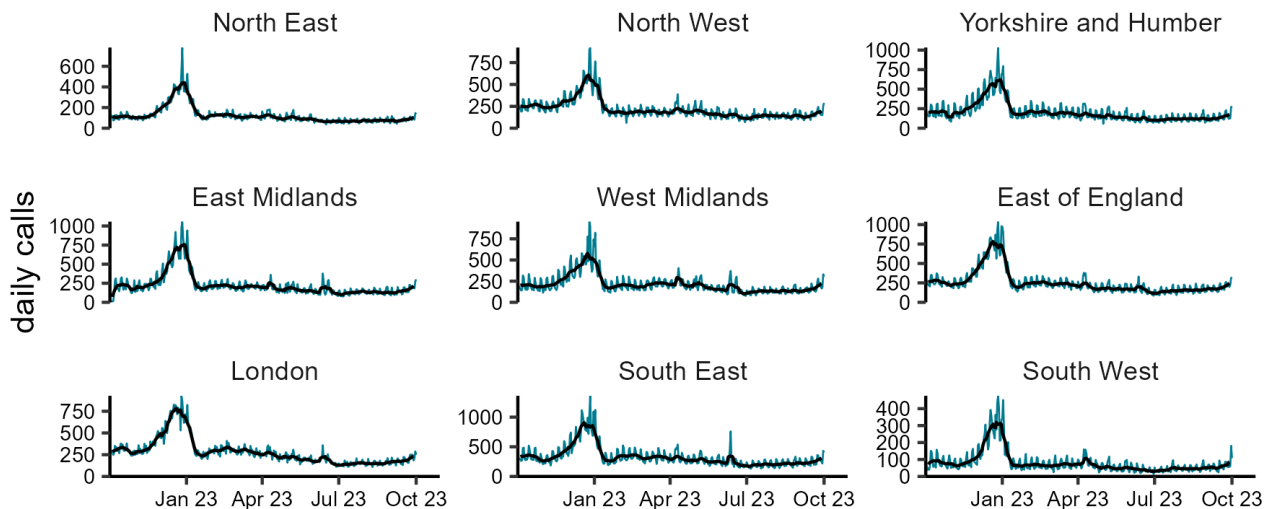 North East North West Yorkshire and Humber
600 750 1000
400 500 500
200 250 250
0 0 0
East Midlands West Midlands East of England
1000 750 1000
750 500 750
500 250 500
250 0 250
0 0
daily calls
London South East South West
750 1000 400
500 500 300
250 0 200
0 100
0
Jan 23 Apr 23 Jul 23 Oct 23 Jan 23 Apr 23 Jul 23 Oct 23 Jan 23 Apr 23 Jul 23 Oct 23